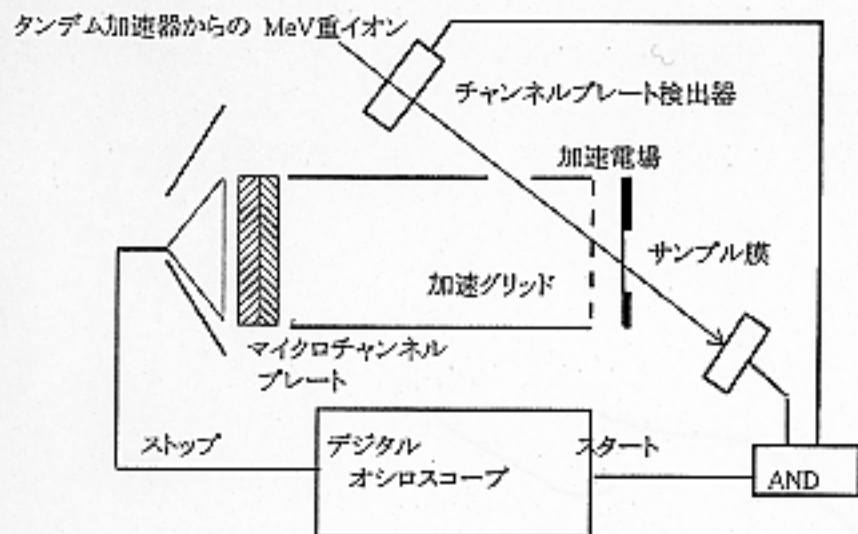 タンデム加速器からの MeV重イオン
チャンネルプレート検出器
加速電場
サンプル膜
加速グリッド
マイクロチャンネル
プレート
ストップ
デジタル
オシロスコープ
スタート
AND